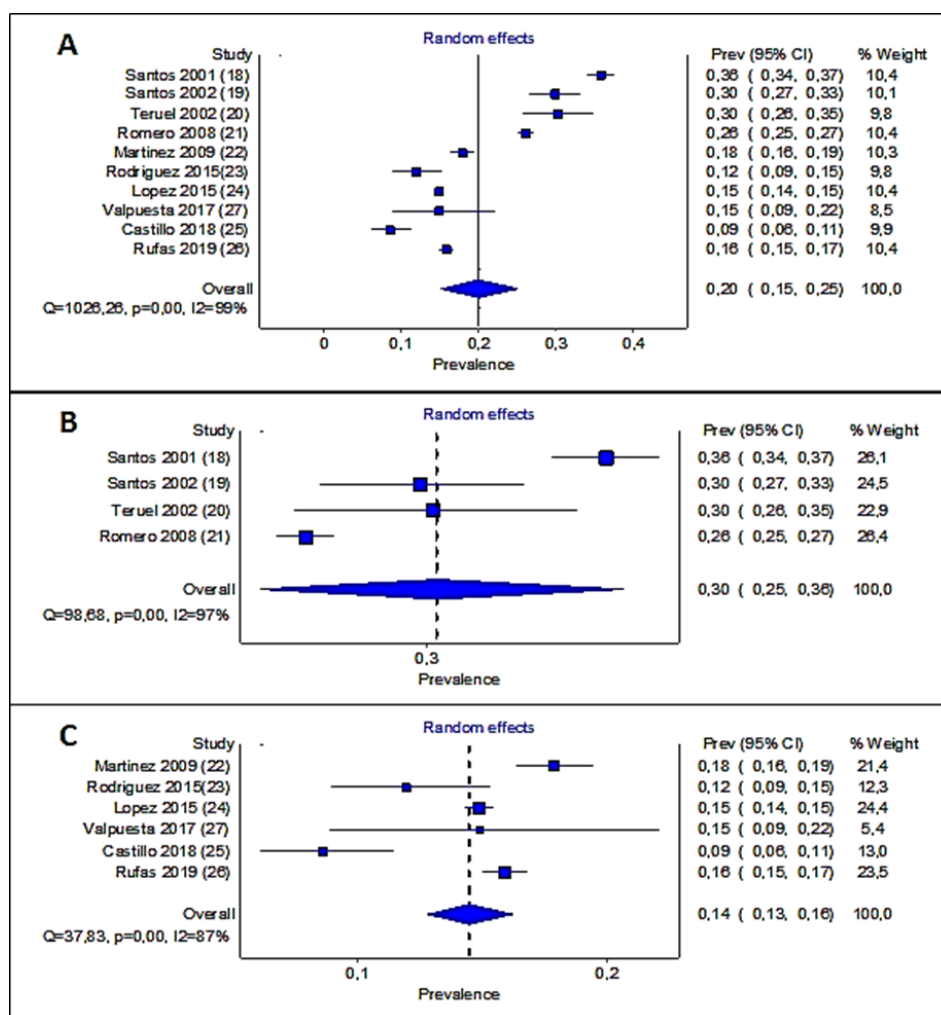 A
Random effects
Study Prev (95% CI) % Weight
Santos 2001 (18) 0,36 ( 0,34, 0,37) 10,4
Santos 2002 (19) 0,30 ( 0,27, 0,33) 10,1
Teruel 2002 (20) 0,30 ( 0,26, 0,35) 9,8
Romero 2008 (21) 0,26 ( 0,25, 0,27) 10,4
Martinez 2009 (22) 0,18 ( 0,16, 0,19) 10,3
Rodriguez 2015(23) 0,12 ( 0,09, 0,15) 9,8
Lopez 2015 (24) 0,15 ( 0,14, 0,15) 10,4
Valpuesta 2017 (27) 0,15 ( 0,09, 0,22) 8,5
Castillo 2018 (25) 0,09 ( 0,06, 0,11) 9,9
Rufas 2019 (26) 0,16 ( 0,15, 0,17) 10,4
Overall 0,20 ( 0,15, 0,25) 100,0
Q=1026,26, p=0,00, I2=99%
0 0,1 0,2 0,3 0,4
Prevalence
B
Random effects
Study Prev (95% CI) % Weight
Santos 2001 (18) 0,36 ( 0,34, 0,37) 26,1
Santos 2002 (19) 0,30 ( 0,27, 0,33) 24,5
Teruel 2002 (20) 0,30 ( 0,26, 0,35) 22,9
Romero 2008 (21) 0,26 ( 0,25, 0,27) 26,4
Overall 0,30 ( 0,25, 0,36) 100,0
Q=98,68, p=0,00, I2=97%
0,3
Prevalence
C
Random effects
Study Prev (95% CI) % Weight
Martinez 2009 (22) 0,18 ( 0,16, 0,19) 21,4
Rodriguez 2015(23) 0,12 ( 0,09, 0,15) 12,3
Lopez 2015 (24) 0,15 ( 0,14, 0,15) 24,4
Valpuesta 2017 (27) 0,15 ( 0,09, 0,22) 5,4
Castillo 2018 (25) 0,09 ( 0,06, 0,11) 13,0
Rufas 2019 (26) 0,16 ( 0,15, 0,17) 23,5
Overall 0,14 ( 0,13, 0,16) 100,0
Q=37,83, p=0,00, I2=87%
0,1 0,2
Prevalence